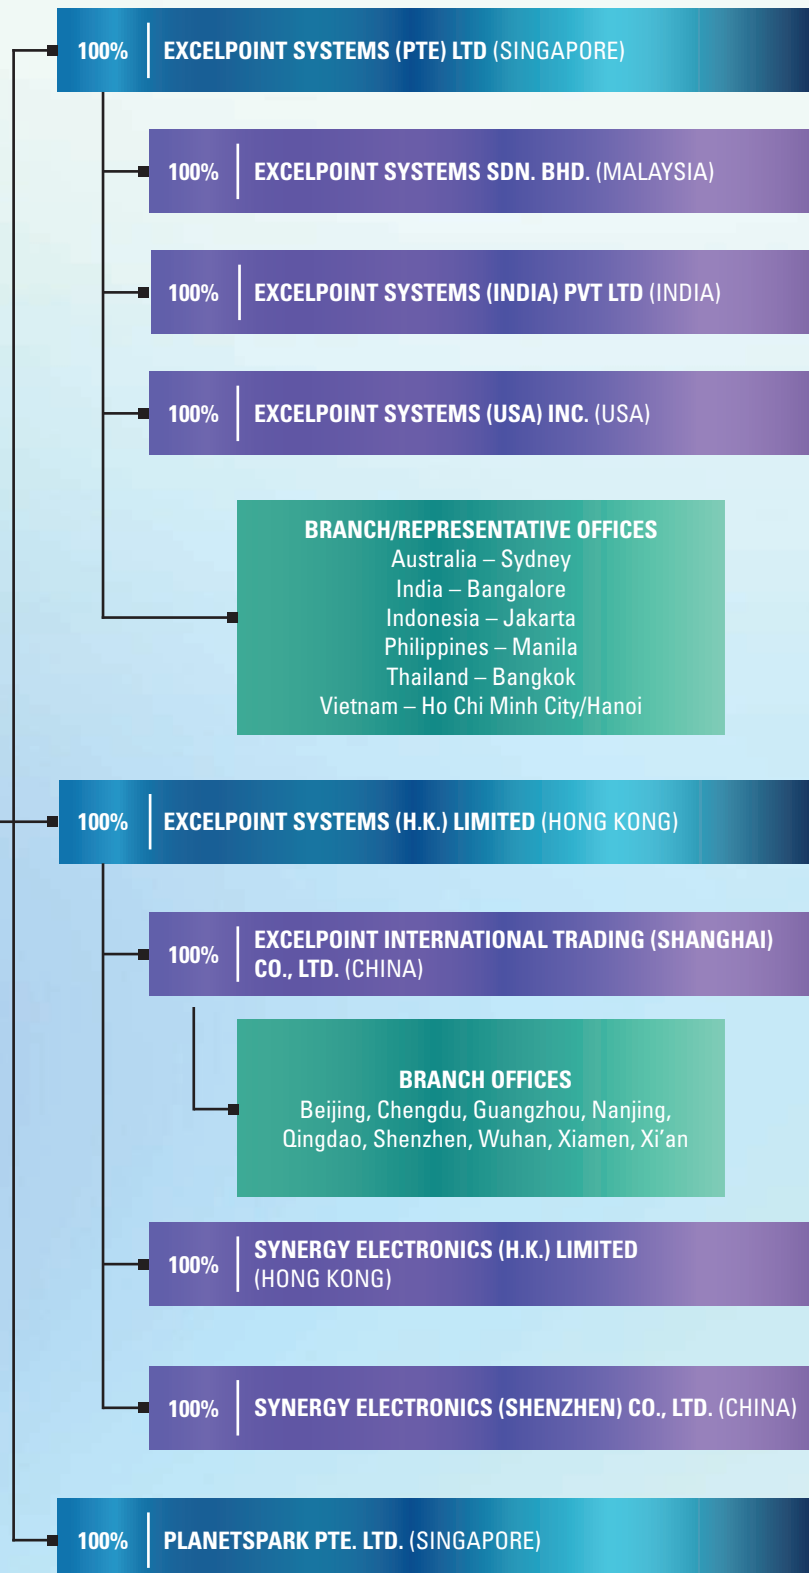 100% EXCELPOINT SYSTEMS (PTE) LTD (SINGAPORE)
100% EXCELPOINT SYSTEMS SDN. BHD. (MALAYSIA)
100% EXCELPOINT SYSTEMS (INDIA) PVT LTD (INDIA)
100% EXCELPOINT SYSTEMS (USA) INC. (USA)
BRANCH/REPRESENTATIVE OFFICES
Australia – Sydney
India – Bangalore
Indonesia – Jakarta
Philippines – Manila
Thailand – Bangkok
Vietnam – Ho Chi Minh City/Hanoi
100% EXCELPOINT SYSTEMS (H.K.) LIMITED (HONG KONG)
100% EXCELPOINT INTERNATIONAL TRADING (SHANGHAI)
CO., LTD. (CHINA)
BRANCH OFFICES
Beijing, Chengdu, Guangzhou, Nanjing,
Qingdao, Shenzhen, Wuhan, Xiamen, Xi’an
100% SYNERGY ELECTRONICS (H.K.) LIMITED
(HONG KONG)
100% SYNERGY ELECTRONICS (SHENZHEN) CO., LTD. (CHINA)
100% PLANETSPARK PTE. LTD. (SINGAPORE)